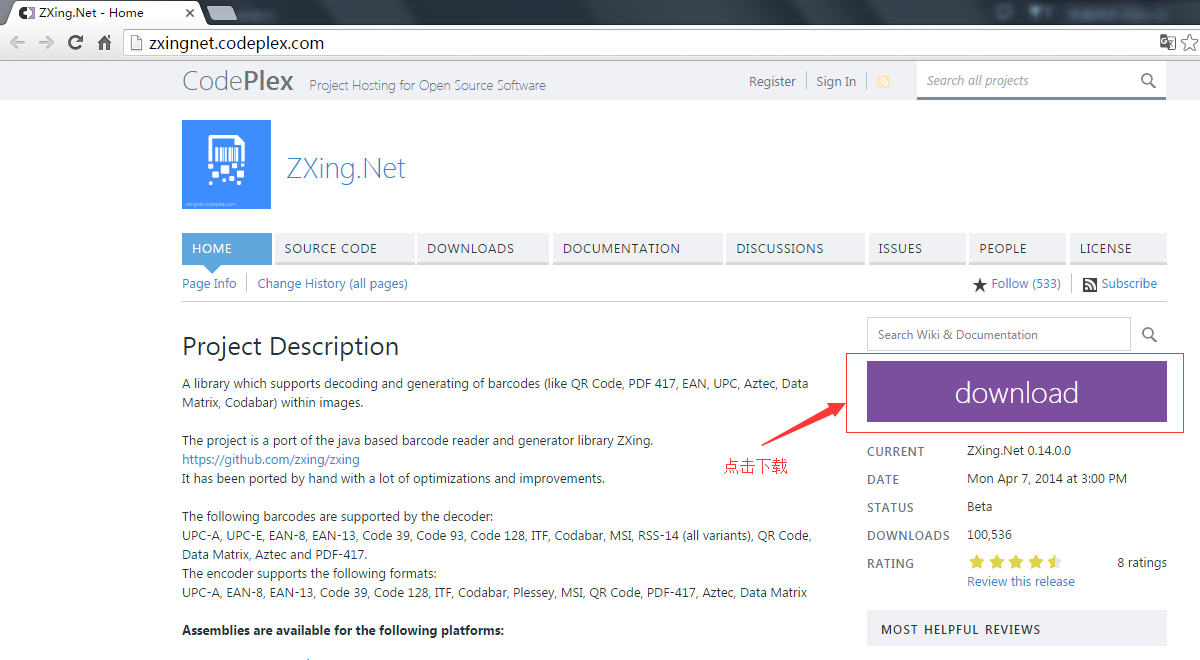 ZXing.Net - Home
zxingnet.codeplex.com
CodePlex Project Hosting for Open Source Software
Register Sign In Search all projects
zxingnet.codeplex.com
ZXing.Net
HOME SOURCE CODE DOWNLOADS DOCUMENTATION DISCUSSIONS ISSUES PEOPLE LICENSE
Page Info Change History (all pages) Follow (533) Subscribe
Search Wiki & Documentation
Project Description
A library which supports decoding and generating of barcodes (like QR Code, PDF 417, EAN, UPC, Aztec, Data
Matrix, Codabar) within images.
The project is a port of the java based barcode reader and generator library ZXing.
https://github.com/zxing/zxing
It has been ported by hand with a lot of optimizations and improvements.
The following barcodes are supported by the decoder:
UPC-A, UPC-E, EAN-8, EAN-13, Code 39, Code 93, Code 128, ITF, Codabar, MSI, RSS-14 (all variants), QR Code,
Data Matrix, Aztec and PDF-417.
The encoder supports the following formats:
UPC-A, EAN-8, EAN-13, Code 39, Code 128, ITF, Codabar, Plessey, MSI, QR Code, PDF-417, Aztec, Data Matrix
Assemblies are available for the following platforms:
download
点击下载
CURRENT ZXing.Net 0.14.0.0
DATE Mon Apr 7, 2014 at 3:00 PM
STATUS Beta
DOWNLOADS 100,536
RATING 8 ratings
Review this release
MOST HELPFUL REVIEWS